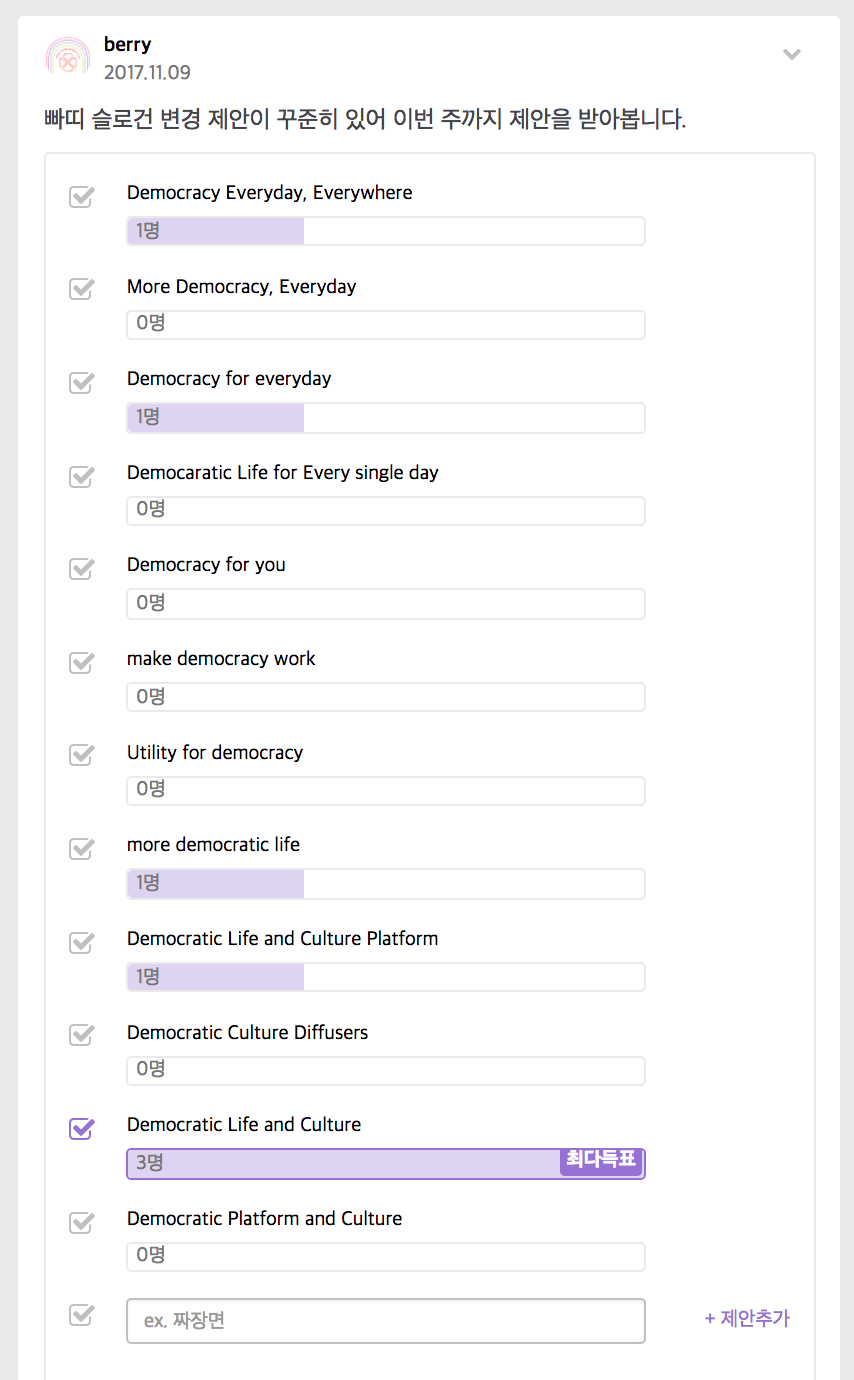 berry
2017.11.09
빠띠 슬로건 변경 제안이 꾸준히 있어 이번 주까지 제안을 받아봅니다.
Democracy Everyday, Everywhere
1명
More Democracy, Everyday
0명
Democracy for everyday
1명
Democaratic Life for Every single day
0명
Democracy for you
0명
make democracy work
0명
Utility for democracy
0명
more democratic life
1명
Democratic Life and Culture Platform
1명
Democratic Culture Diffusers
0명
Democratic Life and Culture
3명 최다득표
Democratic Platform and Culture
0명
ex. 짜장면 + 제안추가